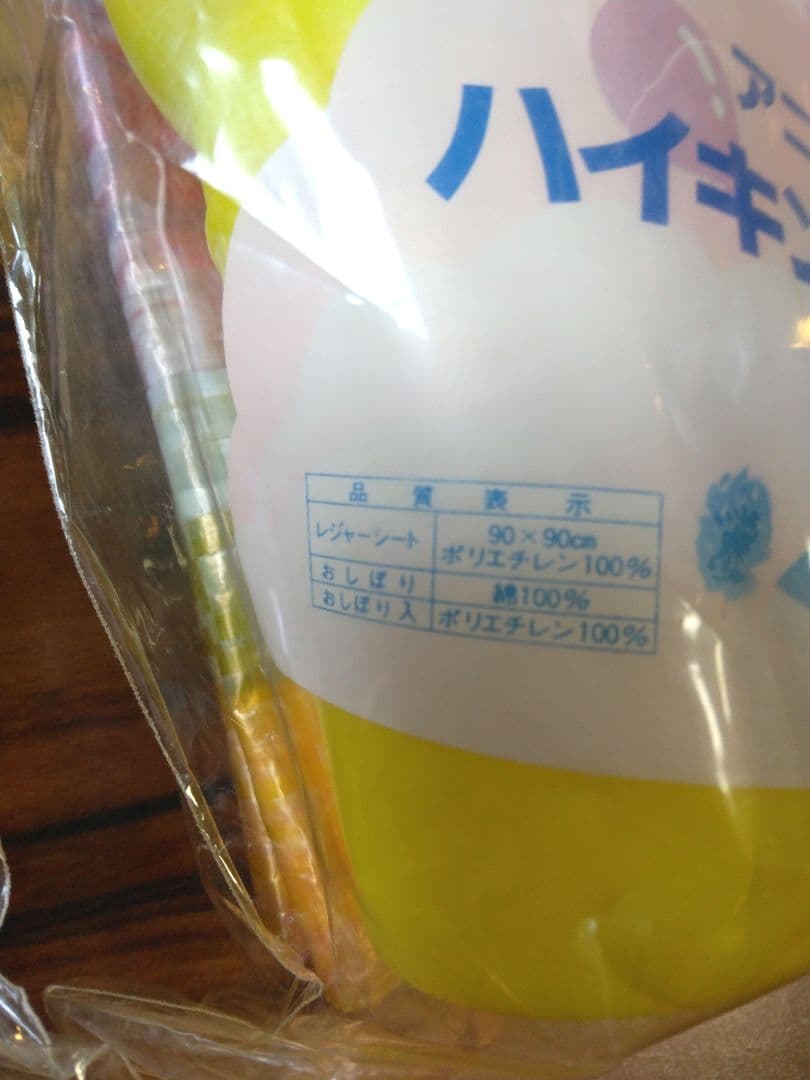 アニ
ハイキン
品質表示
レジャーシート 90×90cm
ポリエチレン100%
おしぼり 綿100%
おしぼり入 ポリエチレン100%